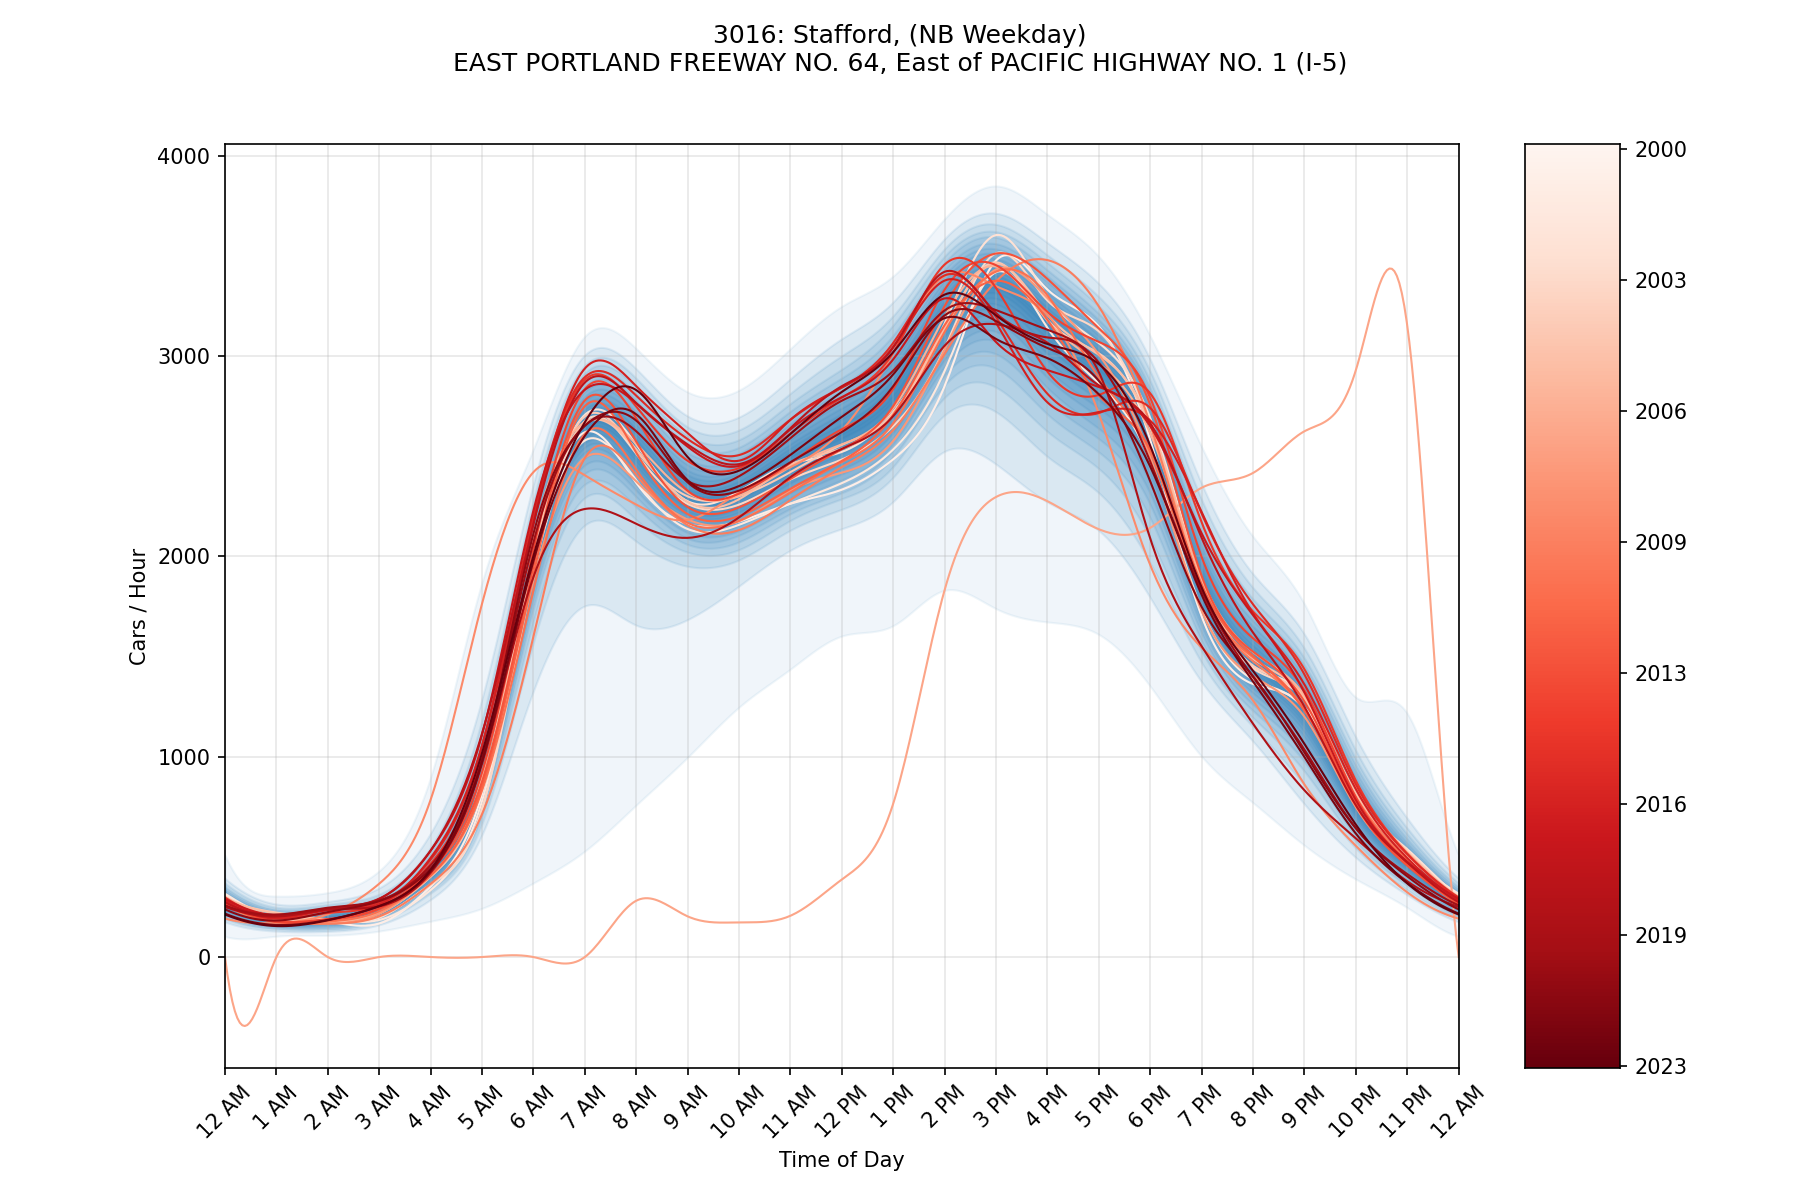 3016: Stafford, (NB Weekday)
EAST PORTLAND FREEWAY NO. 64, East of PACIFIC HIGHWAY NO. 1 (I-5)
4000
3000
2000
1000
0
Cars / Hour
12 AM
1 AM
2 AM
3 AM
4 AM
5 AM
6 AM
7 AM
8 AM
9 AM
10 AM
11 AM
12 PM
1 PM
2 PM
3 PM
4 PM
5 PM
6 PM
7 PM
8 PM
9 PM
10 PM
11 PM
12 AM
Time of Day
2000
2003
2006
2009
2013
2016
2019
2023